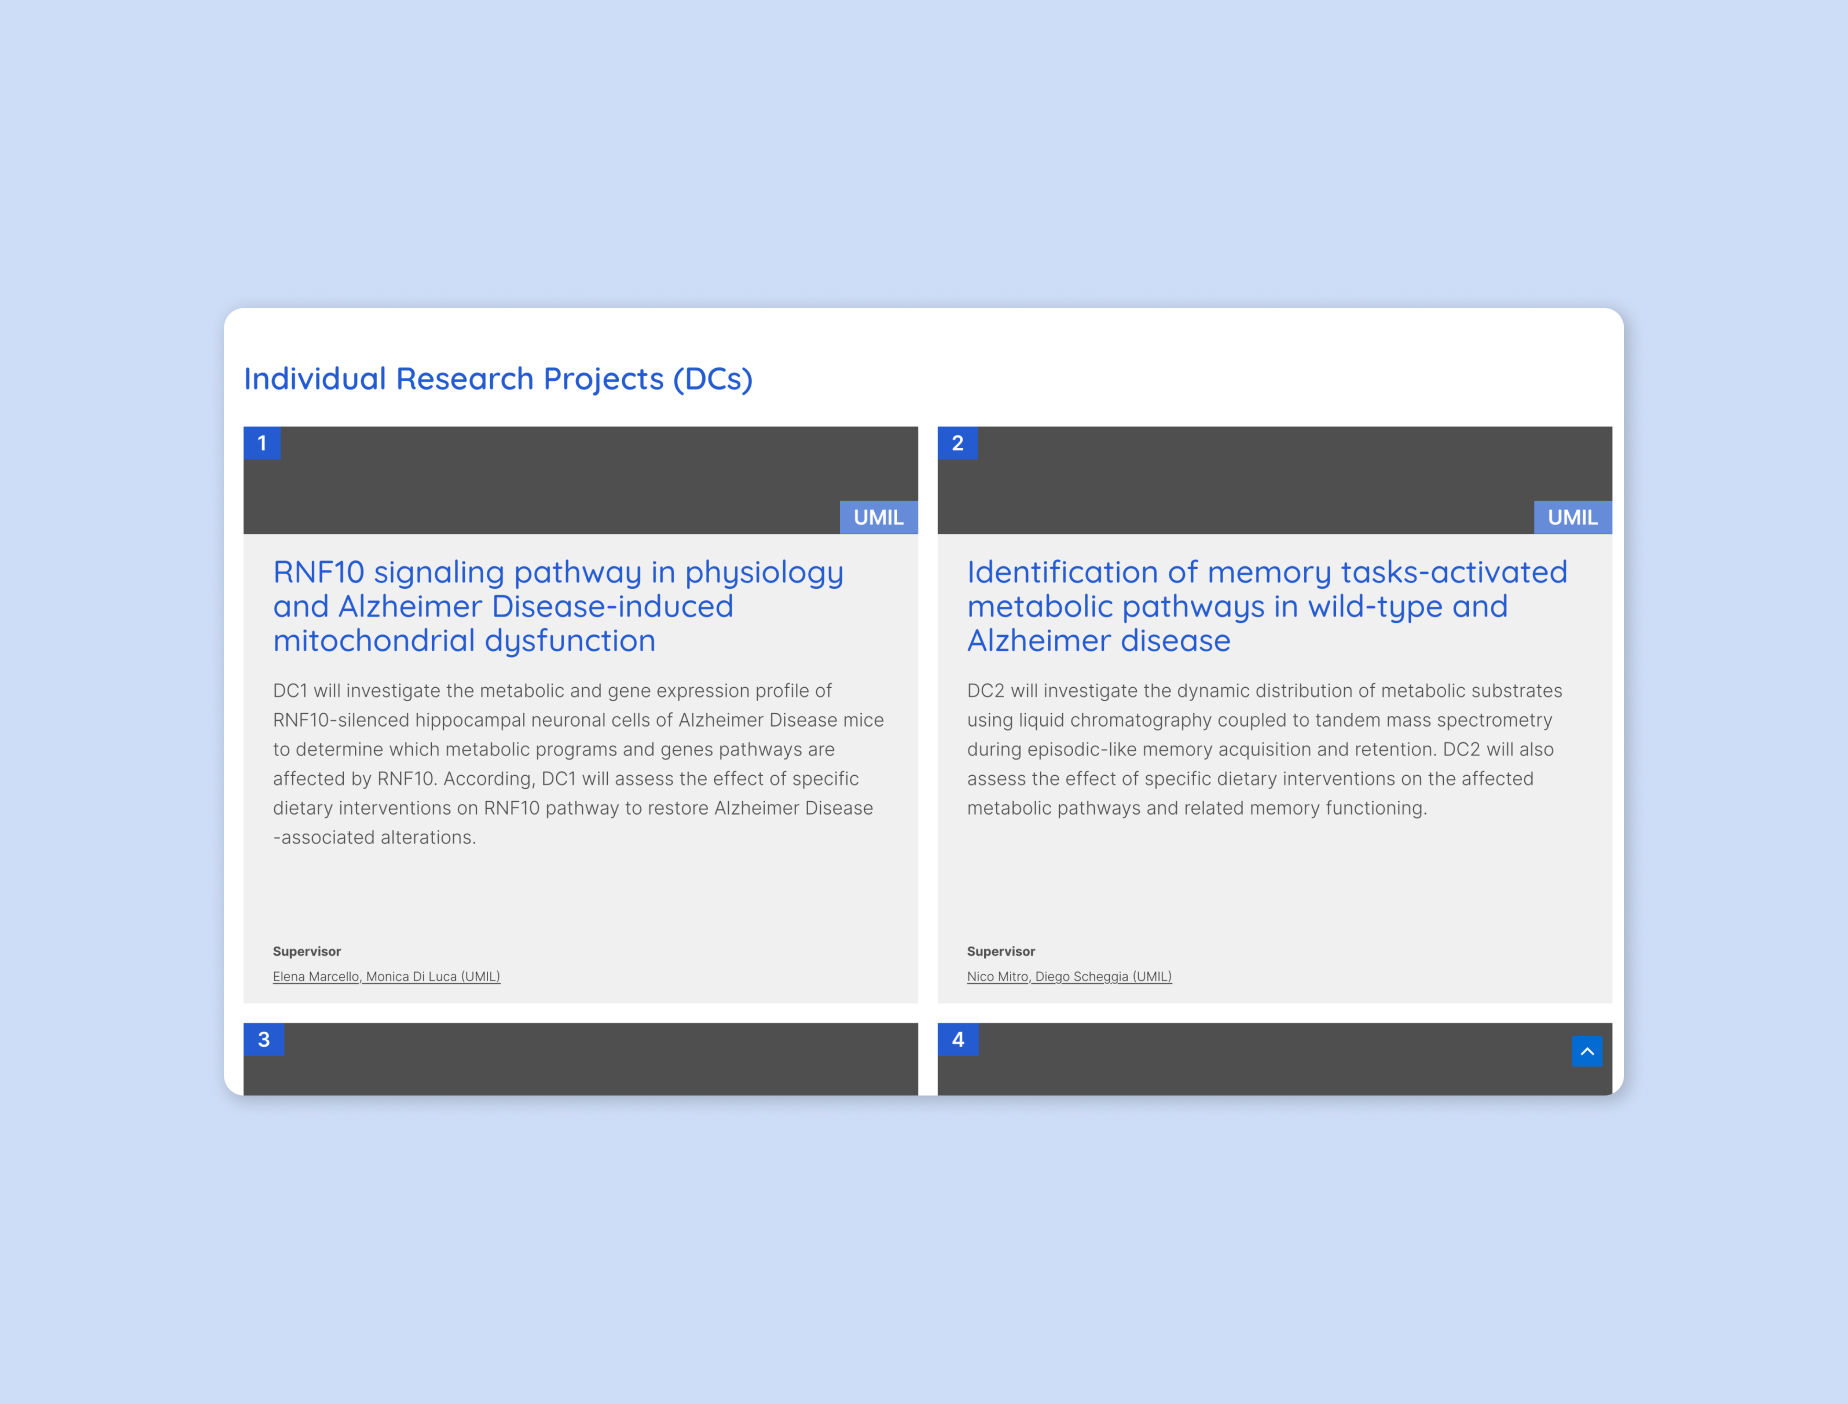 Individual Research Projects (DCs)
1
UMIL
RNF10 signaling pathway in physiology
and Alzheimer Disease-induced
mitochondrial dysfunction
DC1 will investigate the metabolic and gene expression profile of
RNF10-silenced hippocampal neuronal cells of Alzheimer Disease mice
to determine which metabolic programs and genes pathways are
affected by RNF10. According, DC1 will assess the effect of specific
dietary interventions on RNF10 pathway to restore Alzheimer Disease
-associated alterations.
Supervisor
Elena Marcello, Monica Di Luca (UMIL)
2
UMIL
Identification of memory tasks-activated
metabolic pathways in wild-type and
Alzheimer disease
DC2 will investigate the dynamic distribution of metabolic substrates
using liquid chromatography coupled to tandem mass spectrometry
during episodic-like memory acquisition and retention. DC2 will also
assess the effect of specific dietary interventions on the affected
metabolic pathways and related memory functioning.
Supervisor
Nico Mitro, Diego Scheggia (UMIL)
3
4